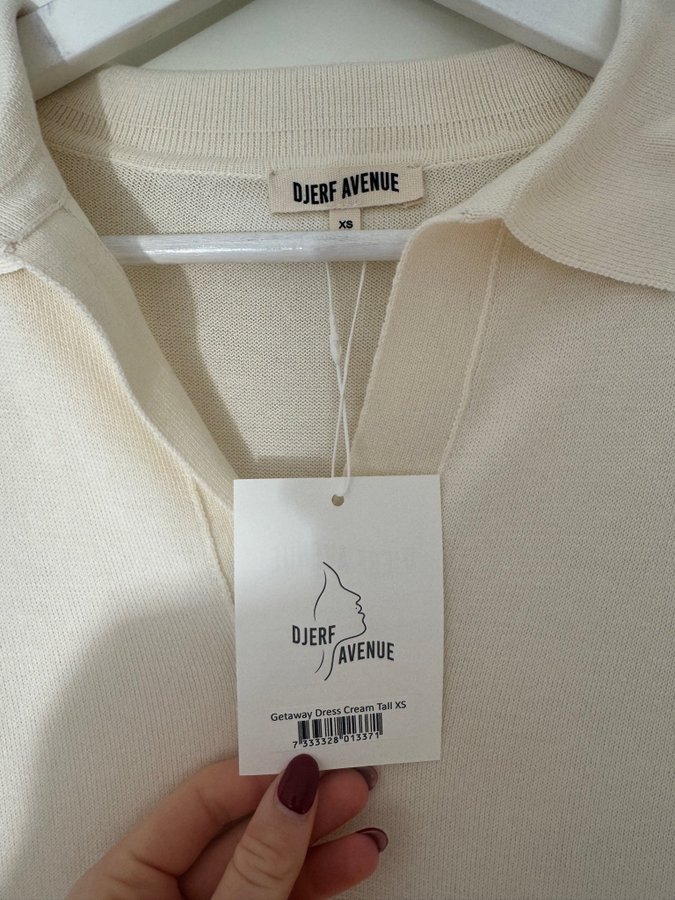 DJERF AVENUE
XS
DJERF
AVENUE
Getaway Dress Cream Tall XS
7 333328 013371